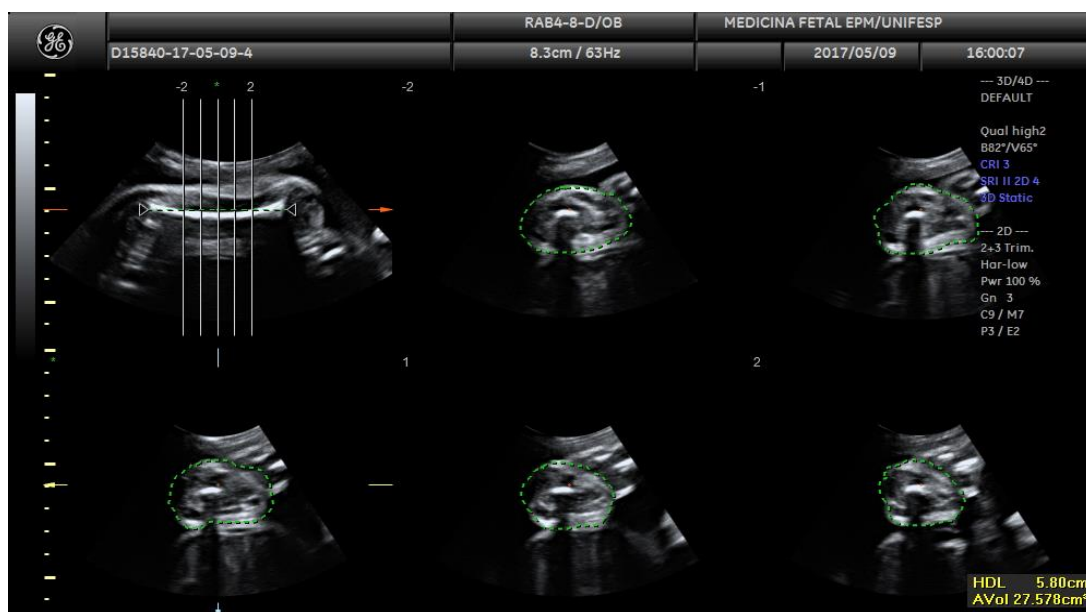 RAB4-8-D/OB MEDICINA FETAL EPM/UNIFESP
D15840-17-05-09-4 8.3cm / 63Hz 2017/05/09 16:00:07
-2 * 2 -2 -1
--- 3D/4D ---
DEFAULT
Qual high2
B82°/V65°
CRI 3
SRI II 2D 4
3D Static
--- 2D ---
2+3 Trim.
Har-low
Pwr 100 %
Gn 3
C9 / M7
P3 / E2
* 1 2
HDL 5.80cm
AVol 27.578cm³